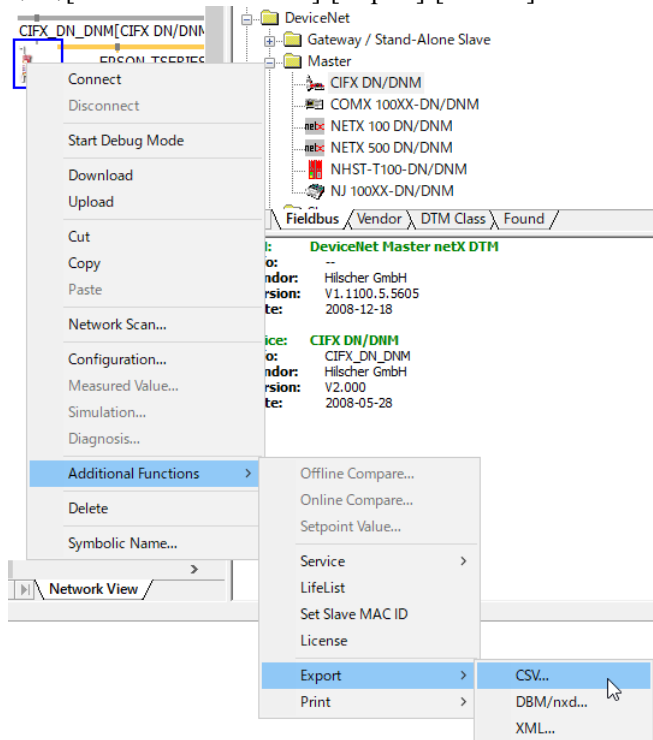 CIFX_DN_DNM[CIFX DN/DNM
EPSON TSERIES
DeviceNet
Gateway / Stand-Alone Slave
Master
CIFX DN/DNM
COMX 100XX-DN/DNM
NETX 100 DN/DNM
NETX 500 DN/DNM
NHST-T100-DN/DNM
NJ 100XX-DN/DNM
Fieldbus Vendor DTM Class Found
DeviceNet Master netX DTM
--
Hilscher GmbH
V1.1100.5.5605
2008-12-18
CIFX DN/DNM
CIFX_DN_DNM
Hilscher GmbH
V2.000
2008-05-28
Connect
Disconnect
Start Debug Mode
Download
Upload
Cut
Copy
Paste
Network Scan...
Configuration...
Measured Value...
Simulation...
Diagnosis...
Additional Functions >
Delete
Symbolic Name...
Network View
Offline Compare...
Online Compare...
Setpoint Value...
Service >
LifeList
Set Slave MAC ID
License
Export >
Print >
CSV...
DBM/nxd...
XML...